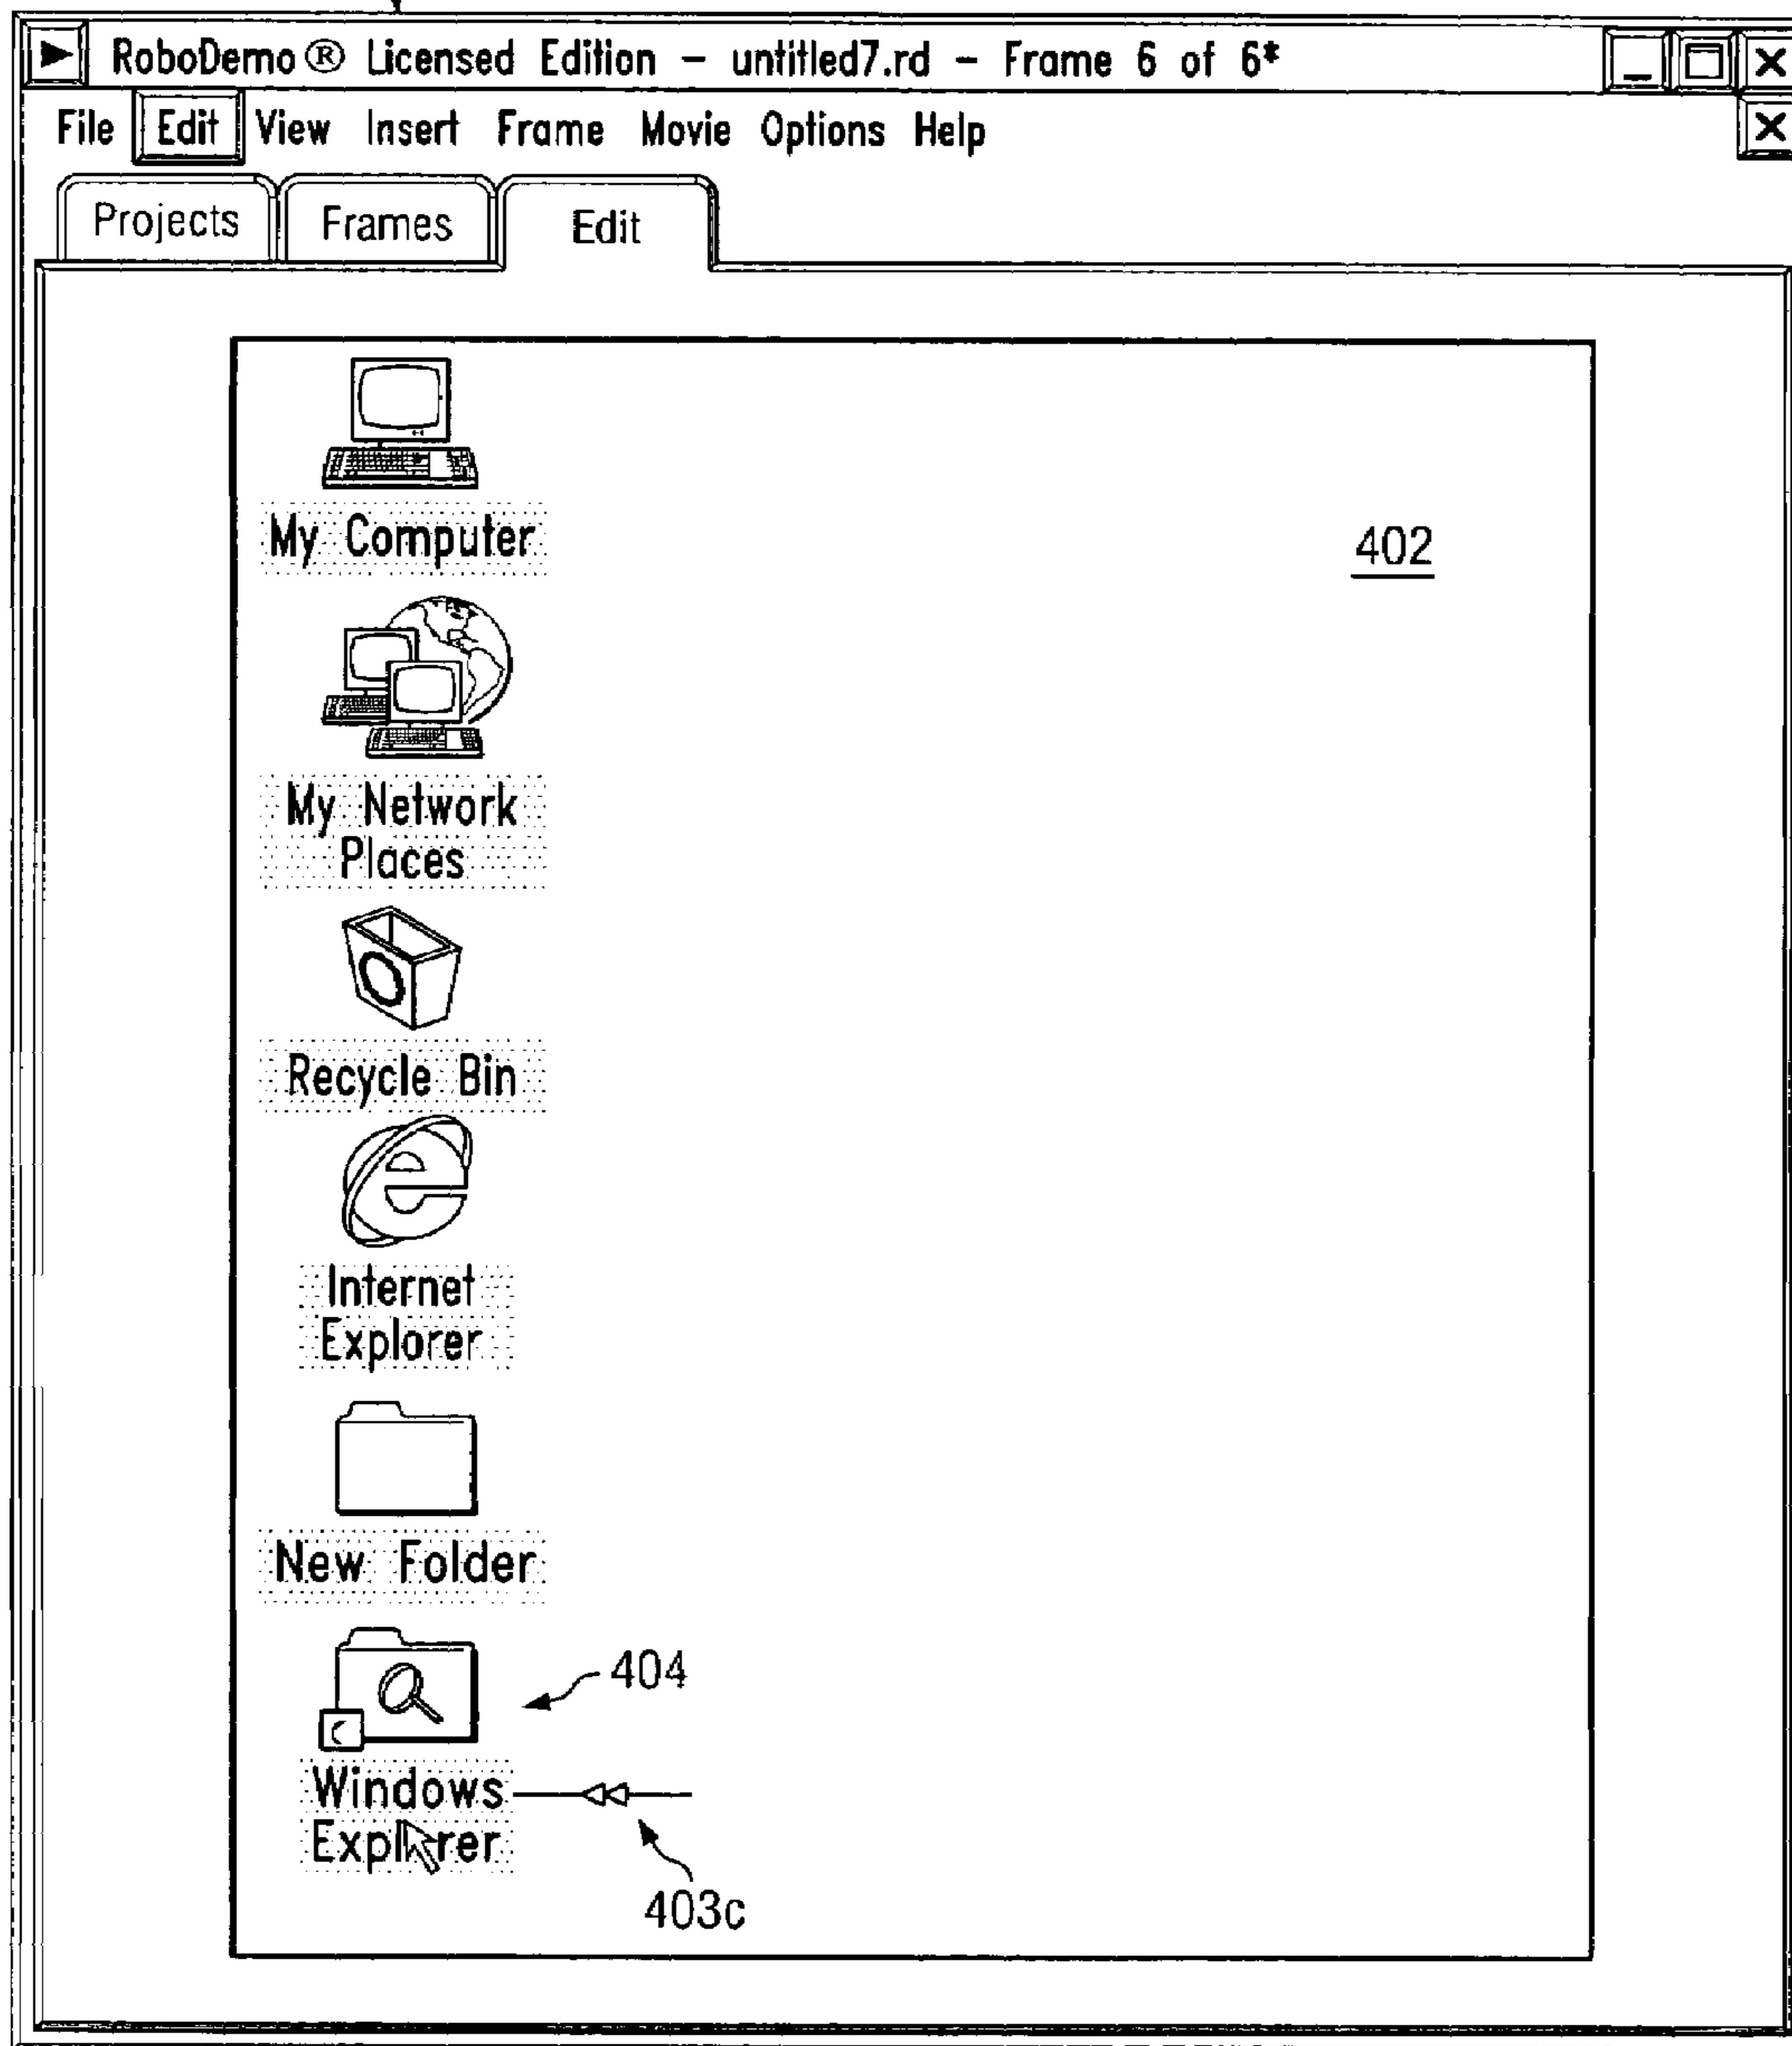 RoboDemo® Licensed Edition – untitled7.rd – Frame 6 of 6*
File Edit View Insert Frame Movie Options Help
Projects Frames Edit
My Computer
402
My Network
Places
Recycle Bin
Internet
Explorer
New Folder
404
Windows
Explorer
403c